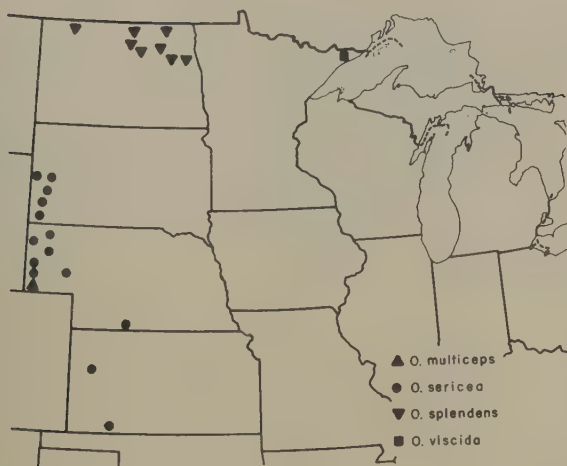 ▲ O. multiceps
● O. sericea
▼ O. splendens
■ O. viscida